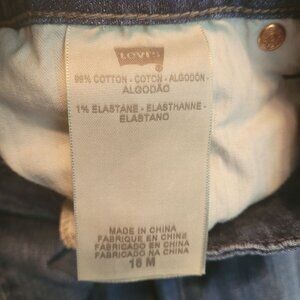 LEVI'S
99% COTTON - COTON - ALGODÓN -
ALGODÃO
1% ELASTANE - ELASTHANNE -
ELASTANO
MADE IN CHINA
FABRIQUE EN CHINE
FABRICADO EN CHINA
FABRICADO NA CHINA
18 M